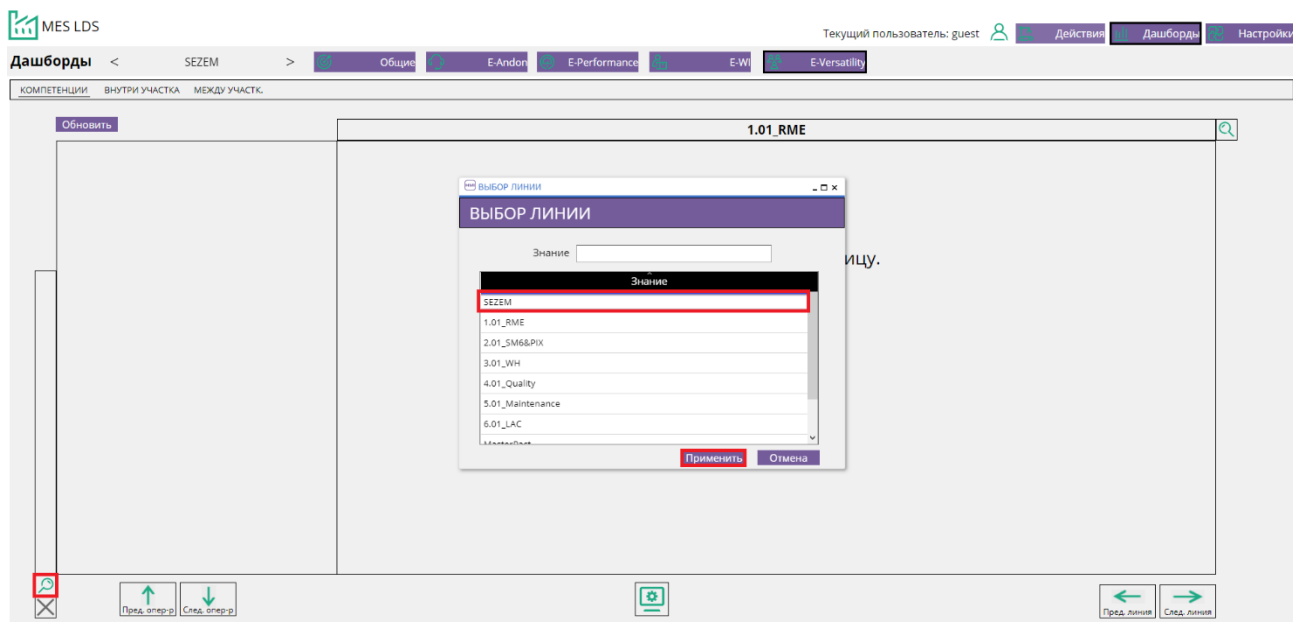 MES LDS
Текущий пользователь: guest
Действия
Дашборды
Настройки
Дашборды < SEZEM >
Общие
E-Andon
E-Performance
E-WI
E-Versatility
КОМПЕТЕНЦИИ ВНУТРИ УЧАСТКА МЕЖДУ УЧАСТК.
Обновить
1.01_RME
ВЫБОР ЛИНИИ
ВЫБОР ЛИНИИ
Знание
ицу.
Знание
SEZEM
1.01_RME
2.01_SM6&PIX
3.01_WH
4.01_Quality
5.01_Maintenance
6.01_LAC
Применить Отмена
Пред. опер-р
След. опер-р
Пред. линия
След. линия